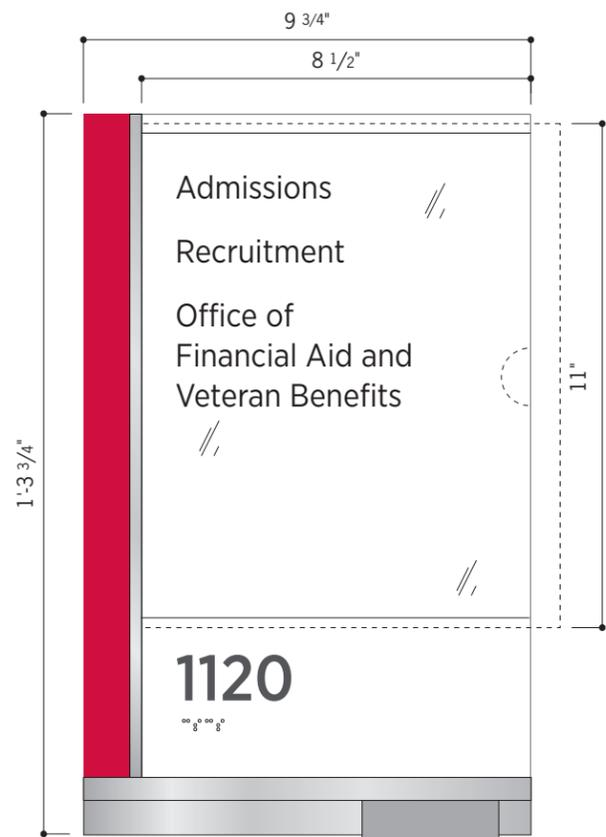 9 3/4"
8 1/2"
Admissions
Recruitment
Office of
Financial Aid and
Veteran Benefits
11"
1'-3 3/4"
1120